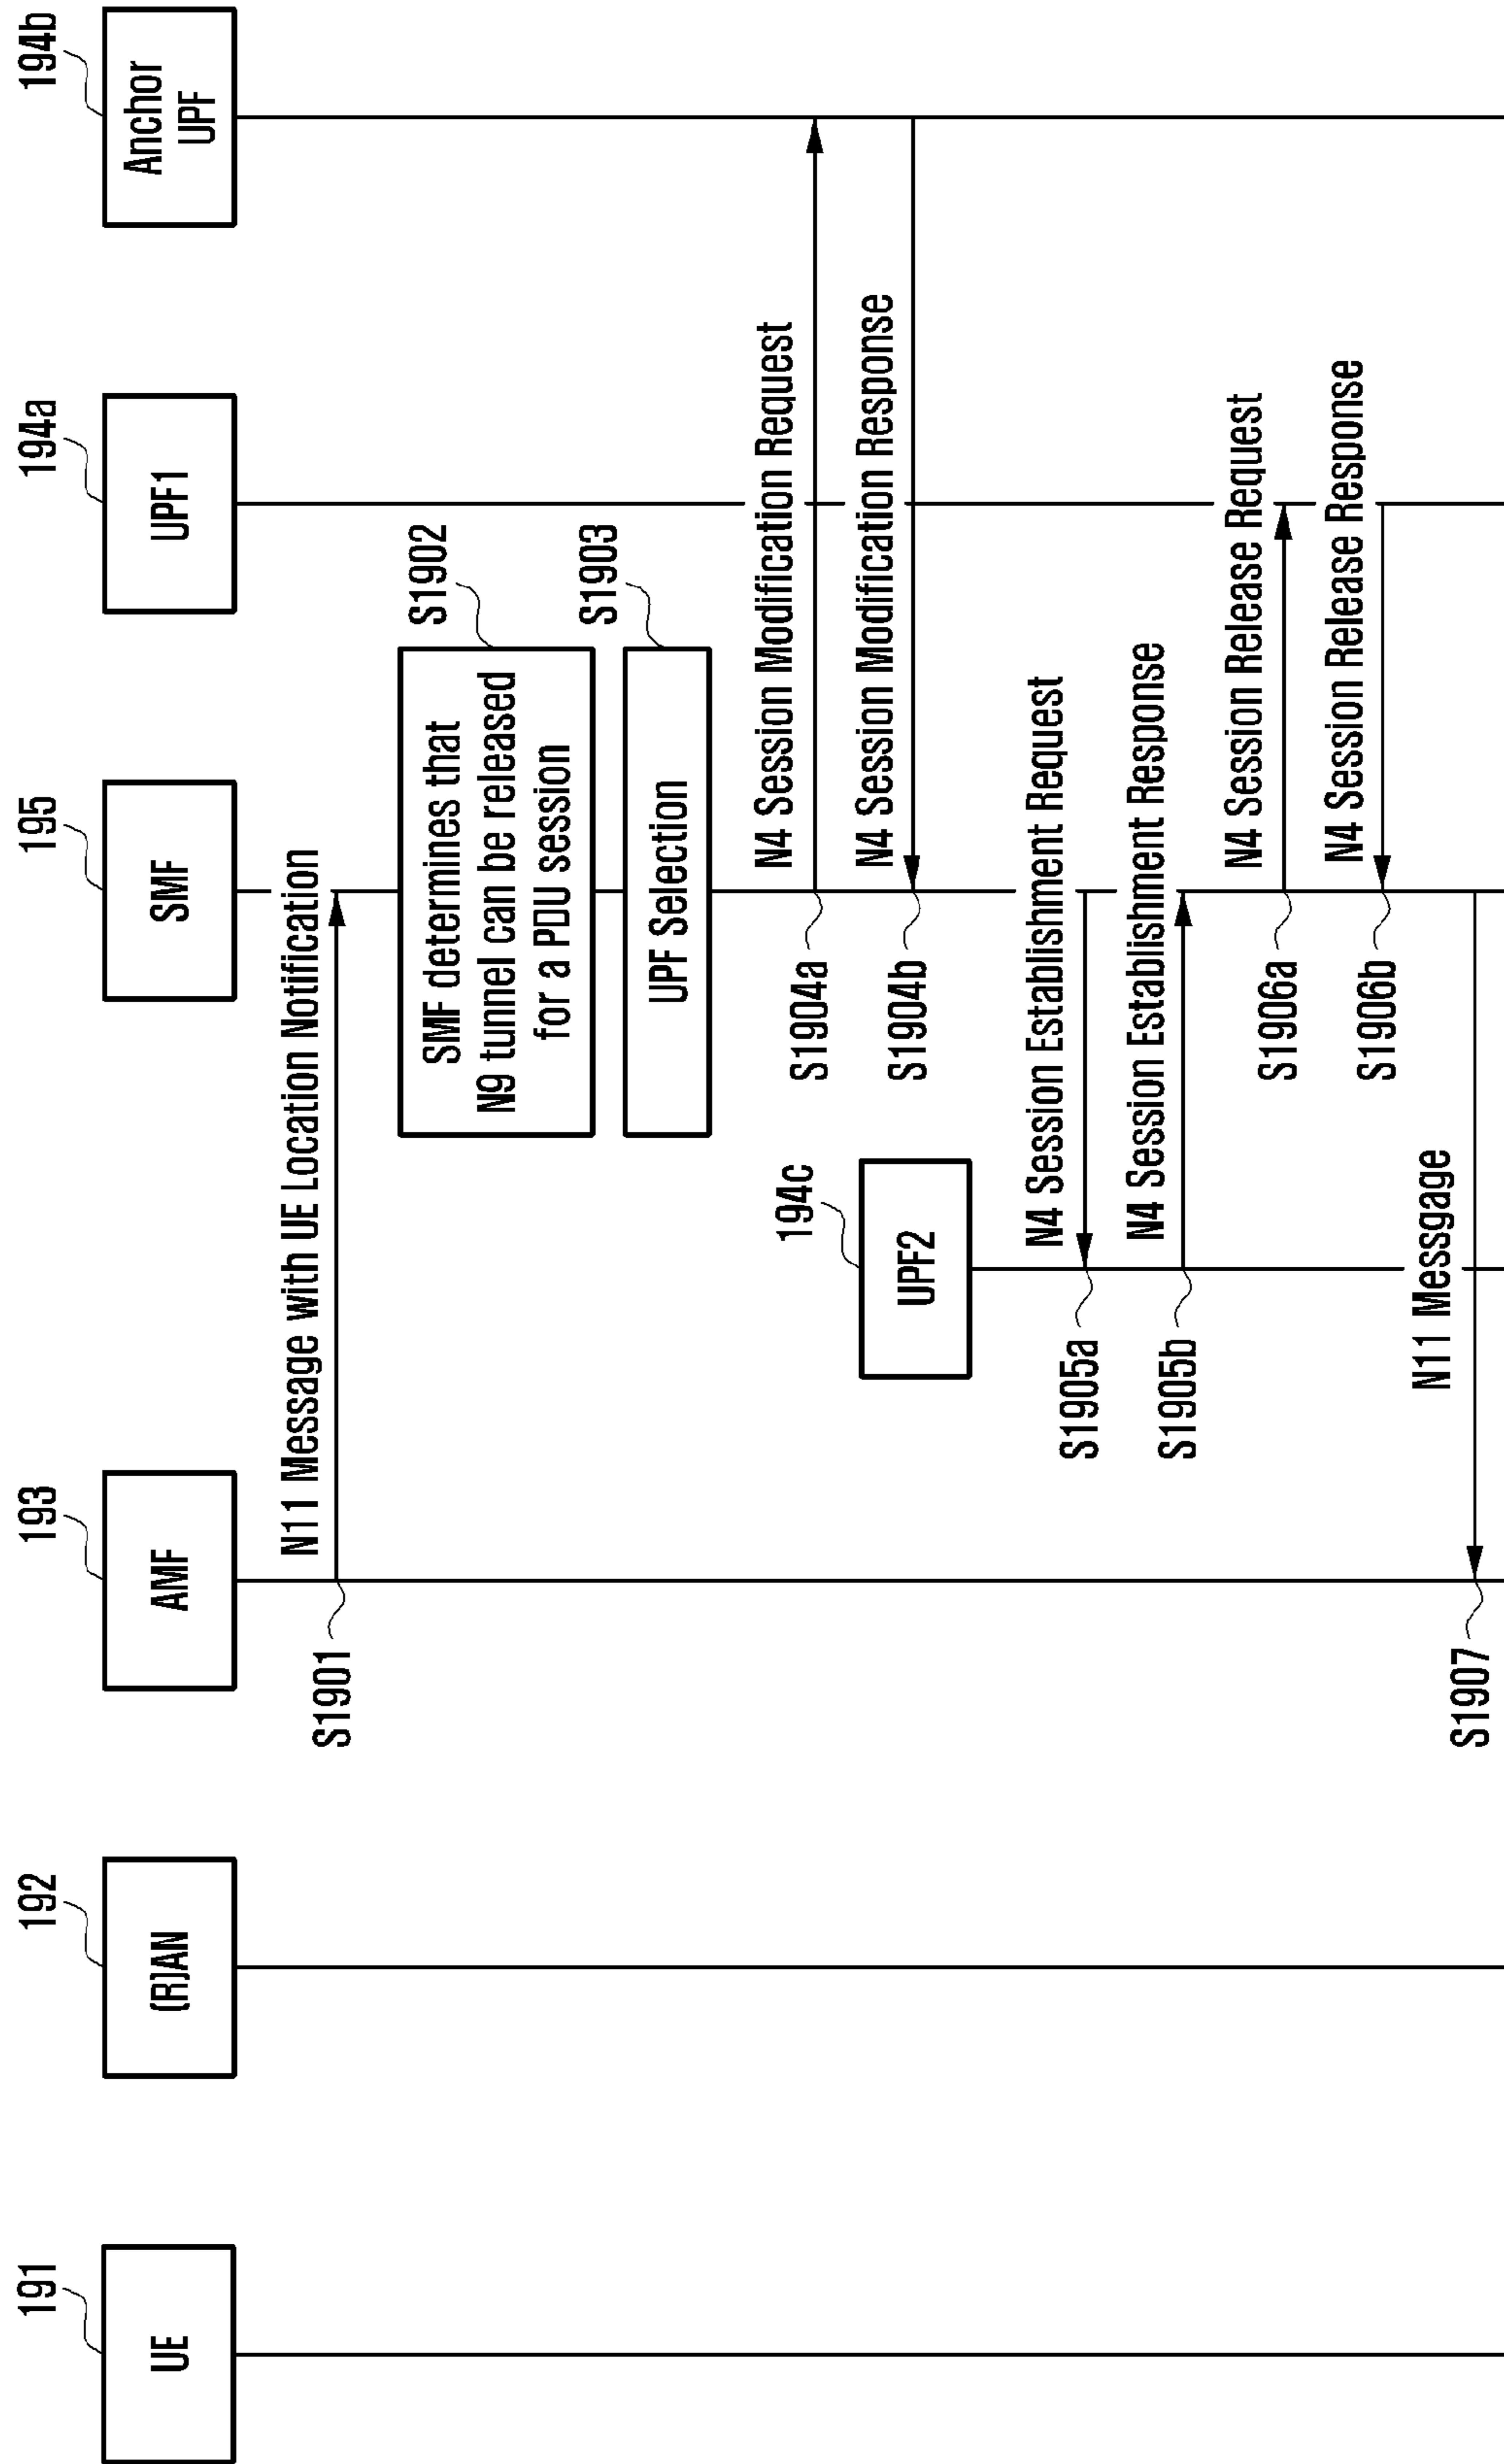 191
192
193
195
194a
194b
UE
(R)AN
AMF
SMF
UPF1
Anchor
UPF
N11 Message with UE Location Notification
S1901
SMF determines that
N9 tunnel can be released
for a PDU session
S1902
UPF Selection
S1903
N4 Session Modification Request
S1904a
N4 Session Modification Response
S1904b
194c
UPF2
N4 Session Establishment Request
S1905a
N4 Session Establishment Response
S1905b
N4 Session Release Request
S1906a
N4 Session Release Response
S1906b
N11 Messgage
S1907